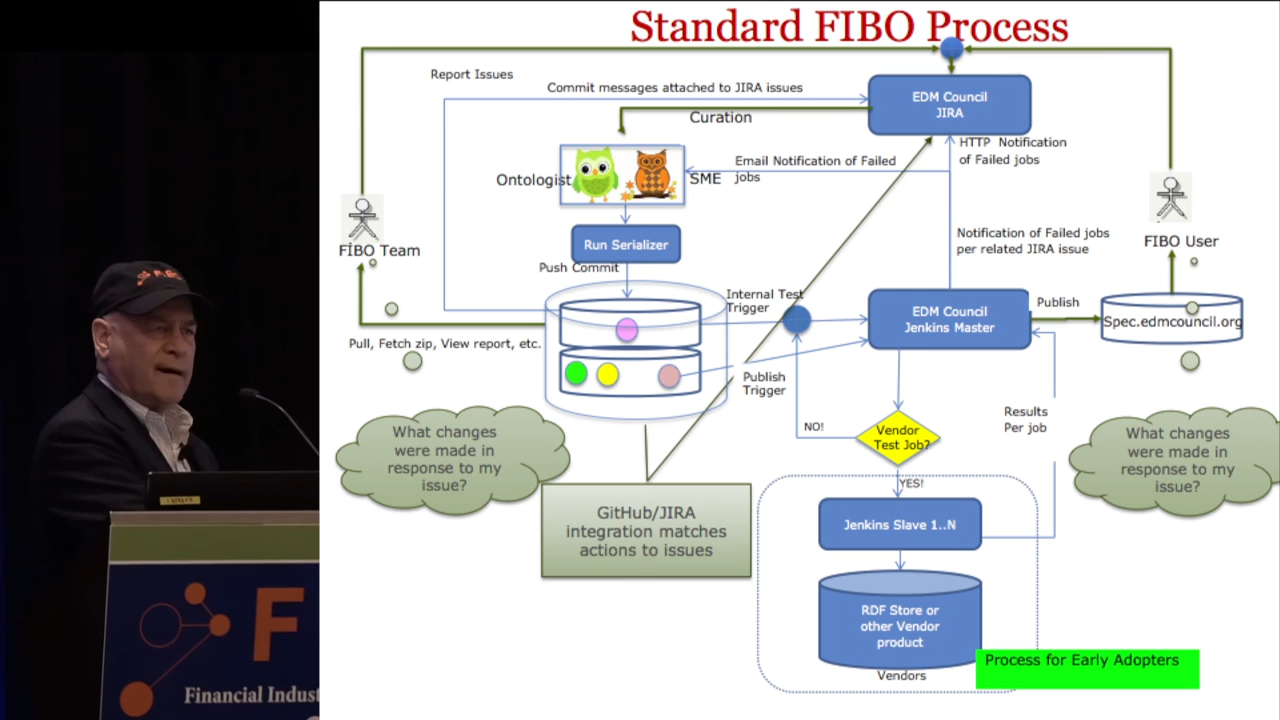 Standard FIBO Process
Report Issues
Commit messages attached to JIRA issues
EDM Council
JIRA
Curation
HTTP Notification
of Failed jobs
Email Notification of Failed
jobs
Ontologist
SME
FIBO Team
Run Serializer
Notification of Failed jobs
per related JIRA issue
FIBO User
Push Commit
Internal Test
Trigger
EDM Council
Jenkins Master
Publish
Spec.edmcouncil.org
Pull, Fetch zip, View report, etc.
Publish
Trigger
Results
Per job
NO!
Vendor
Test Job?
What changes
were made in
response to my
issue?
What changes
were made in
response to my
issue?
YES!
GitHub/JIRA
integration matches
actions to issues
Jenkins Slave 1..N
RDF Store or
other Vendor
product
Vendors
Process for Early Adopters
F
Financial Indust